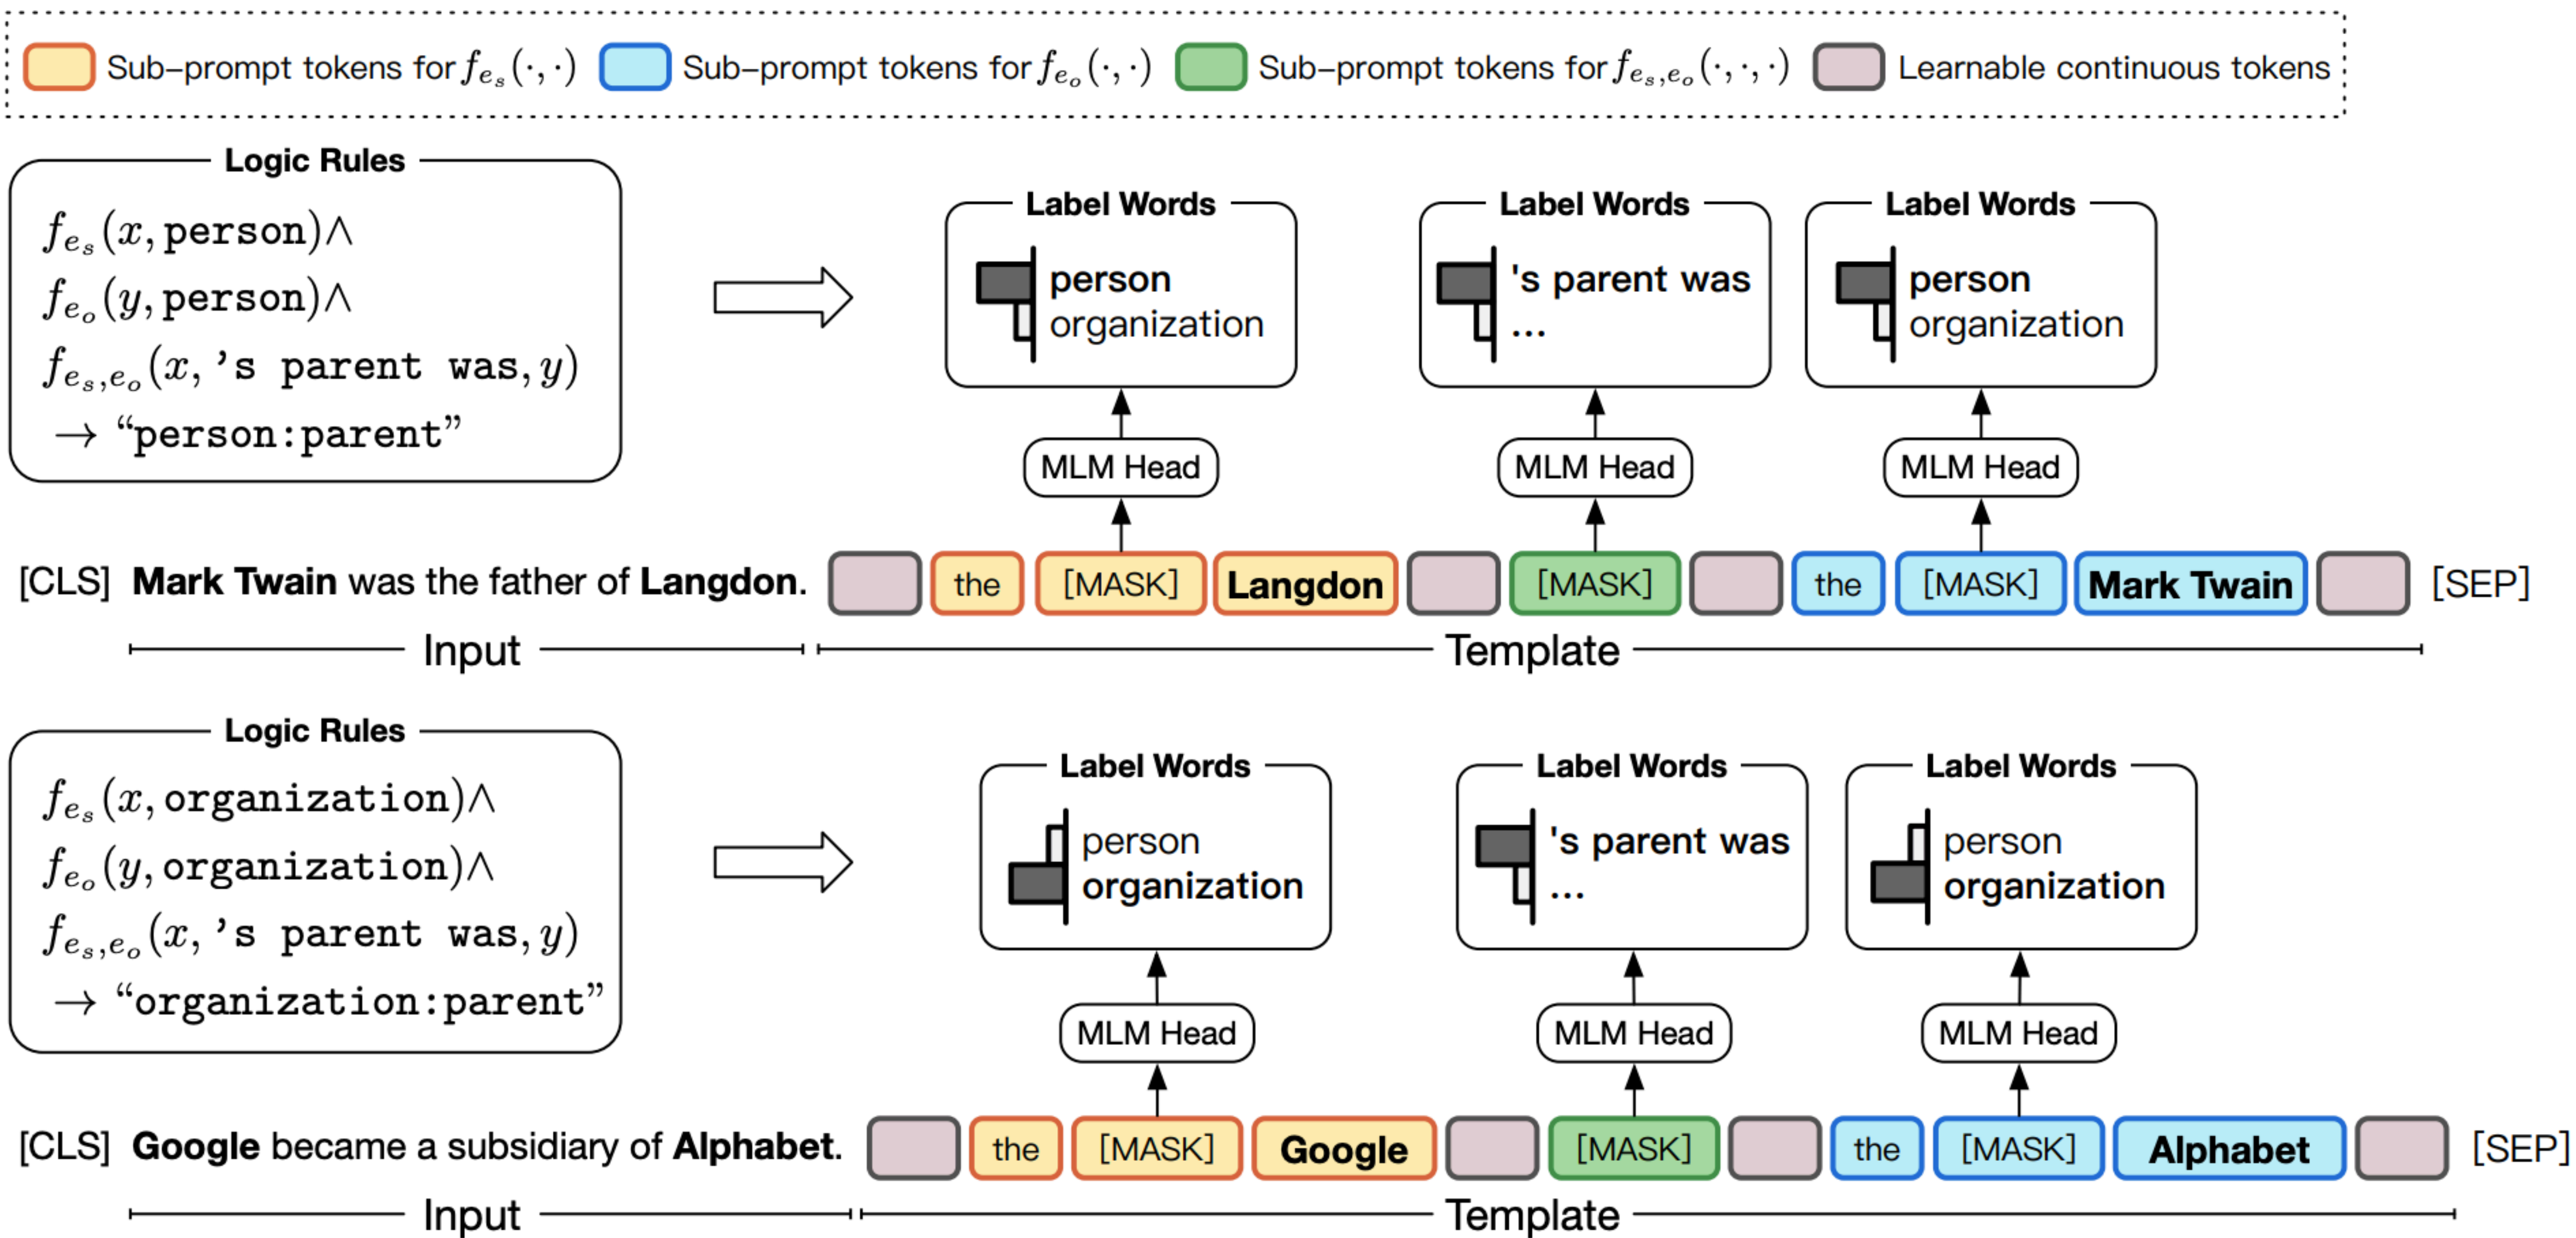 Sub-prompt tokens for f_{e_s}(·,·) Sub-prompt tokens for f_{e_o}(·,·) Sub-prompt tokens for f_{e_s,e_o}(·,·,·) Learnable continuous tokens
Logic Rules
f_{e_s}(x, person)∧
f_{e_o}(y, person)∧
f_{e_s,e_o}(x, 's parent was, y)
→ “person:parent”
Label Words
person
organization
Label Words
's parent was
...
Label Words
person
organization
MLM Head MLM Head MLM Head
[CLS] Mark Twain was the father of Langdon. the [MASK] Langdon [MASK] the [MASK] Mark Twain [SEP]
Input Template
Logic Rules
f_{e_s}(x, organization)∧
f_{e_o}(y, organization)∧
f_{e_s,e_o}(x, 's parent was, y)
→ “organization:parent”
Label Words
person
organization
Label Words
's parent was
...
Label Words
person
organization
MLM Head MLM Head MLM Head
[CLS] Google became a subsidiary of Alphabet. the [MASK] Google [MASK] the [MASK] Alphabet [SEP]
Input Template